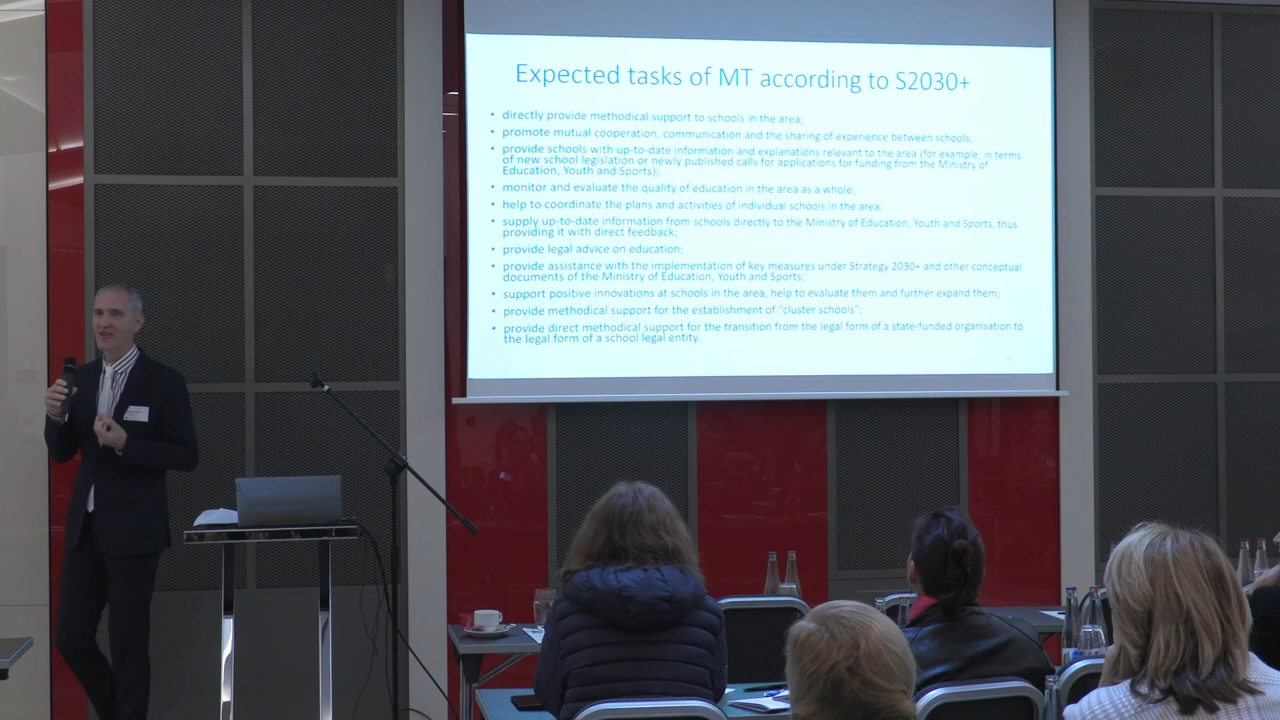 Expected tasks of MT according to S2030+
• directly provide methodical support to schools in the area;
• promote mutual cooperation, communication and the sharing of experience between schools;
• provide schools with up-to-date information and explanations relevant to the area (for example, in terms
of new school legislation or newly published calls for applications for funding from the Ministry of
Education, Youth and Sports);
• monitor and evaluate the quality of education in the area as a whole;
• help to coordinate the plans and activities of individual schools in the area;
• supply up-to-date information from schools directly to the Ministry of Education, Youth and Sports, thus
providing it with direct feedback;
• provide legal advice on education;
• provide assistance with the implementation of key measures under Strategy 2030+ and other conceptual
documents of the Ministry of Education, Youth and Sports;
• support positive innovations at schools in the area, help to evaluate them and further expand them;
• provide methodical support for the establishment of "cluster schools";
• provide direct methodical support for the transition from the legal form of a state-funded organisation to
the legal form of a school legal entity.